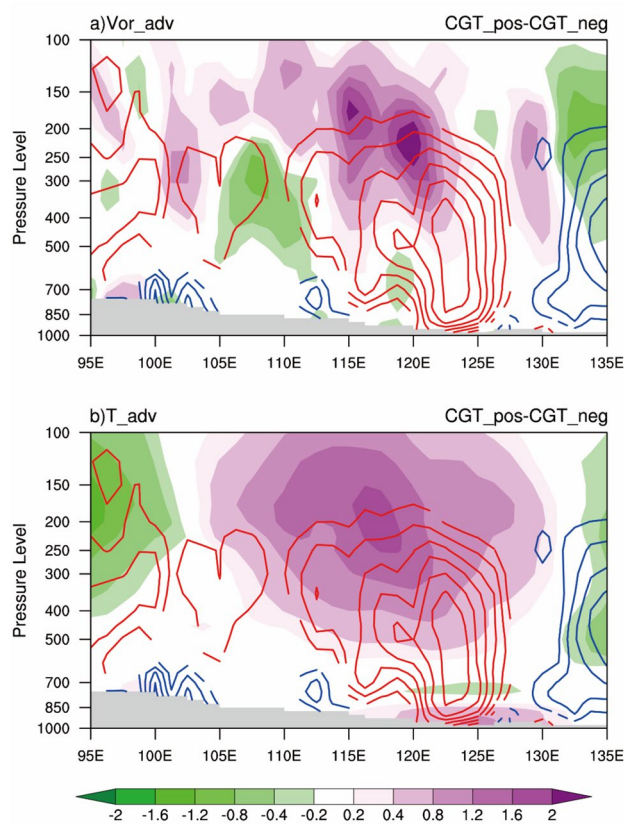 a)Vor_adv CGT_pos-CGT_neg
100
150
200
250
300
400
500
700
850
1000
Pressure Level
95E 100E 105E 110E 115E 120E 125E 130E 135E
b)T_adv CGT_pos-CGT_neg
100
150
200
250
300
400
500
700
850
1000
Pressure Level
95E 100E 105E 110E 115E 120E 125E 130E 135E
-2 -1.6 -1.2 -0.8 -0.4 -0.2 0.2 0.4 0.8 1.2 1.6 2